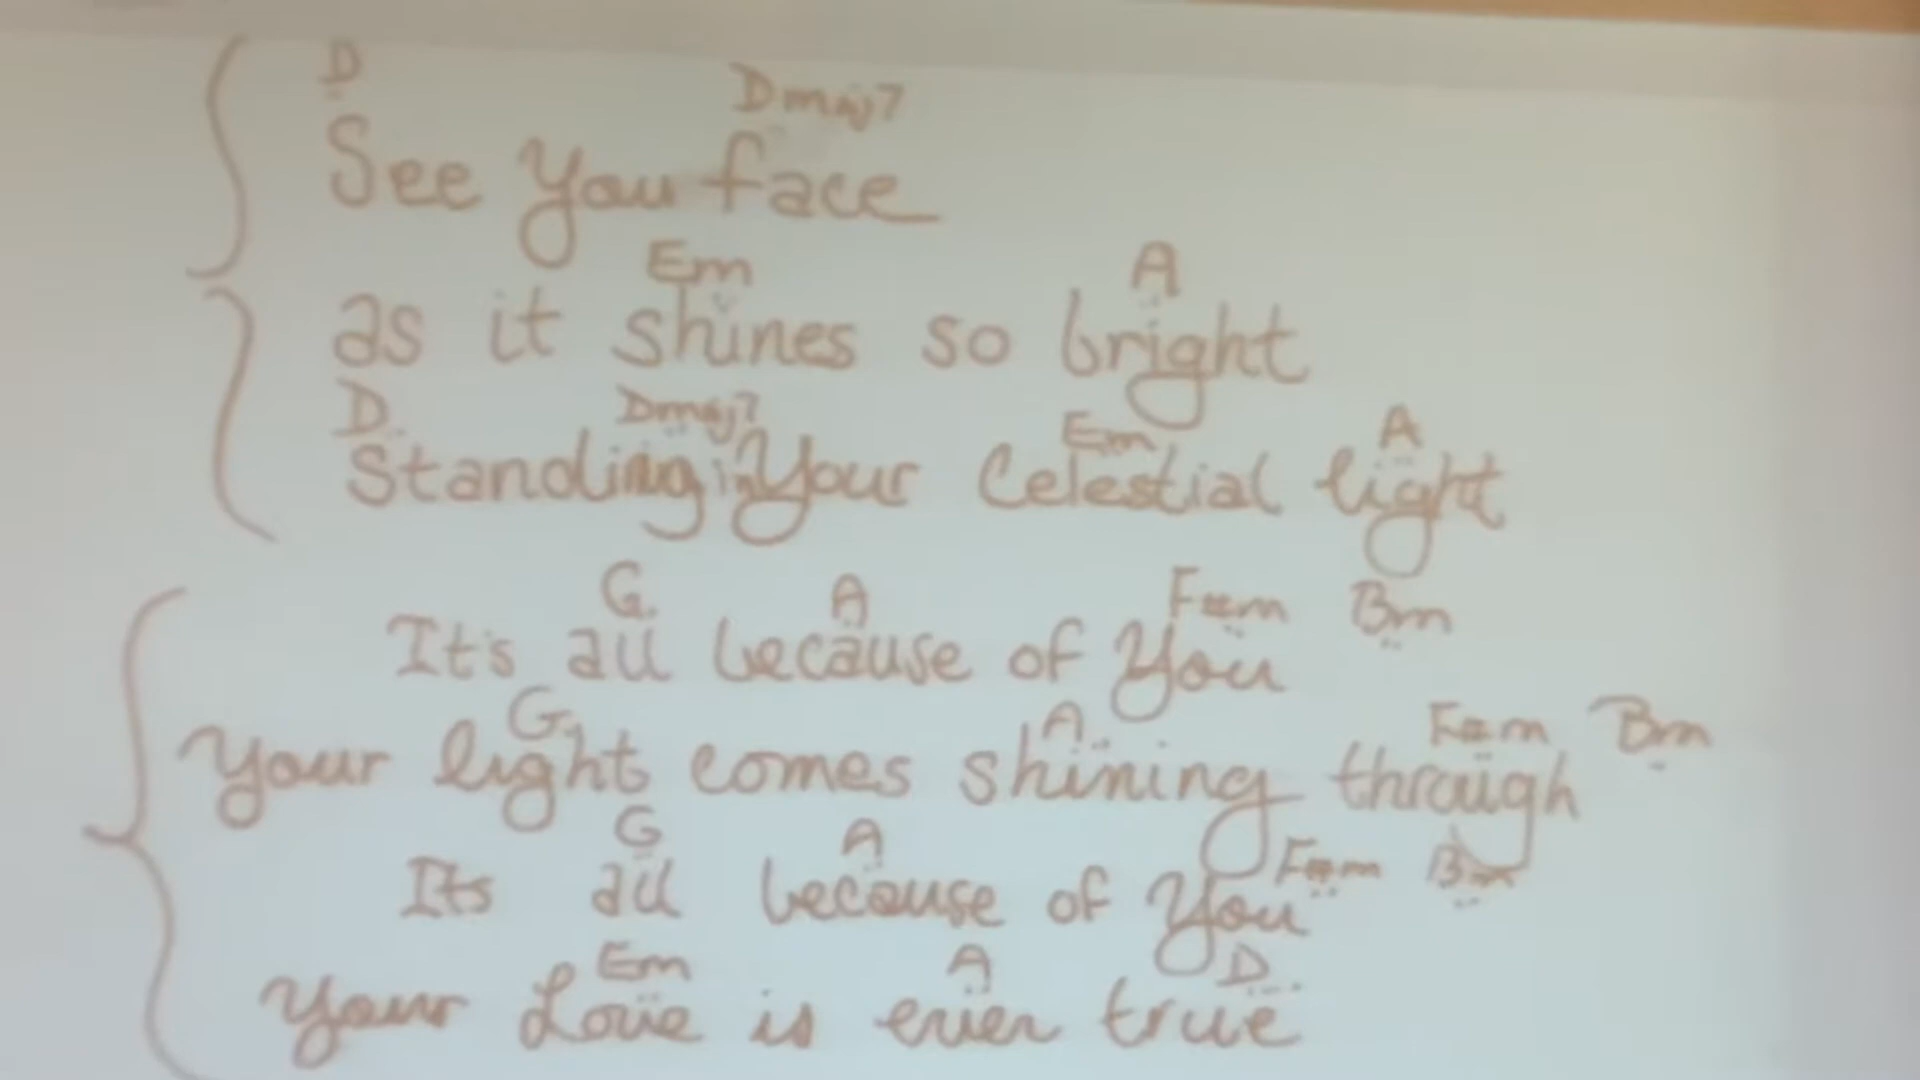 D Dmaj7
See you face
Em A
as it shines so bright
D Dmaj7 Em A
Standing in Your Celestial light
G A F#m Bm
It's all because of You
G A F#m Bm
Your light comes shining through
G A F#m Bm
Its all because of You
Em A D
Your Love is ever true